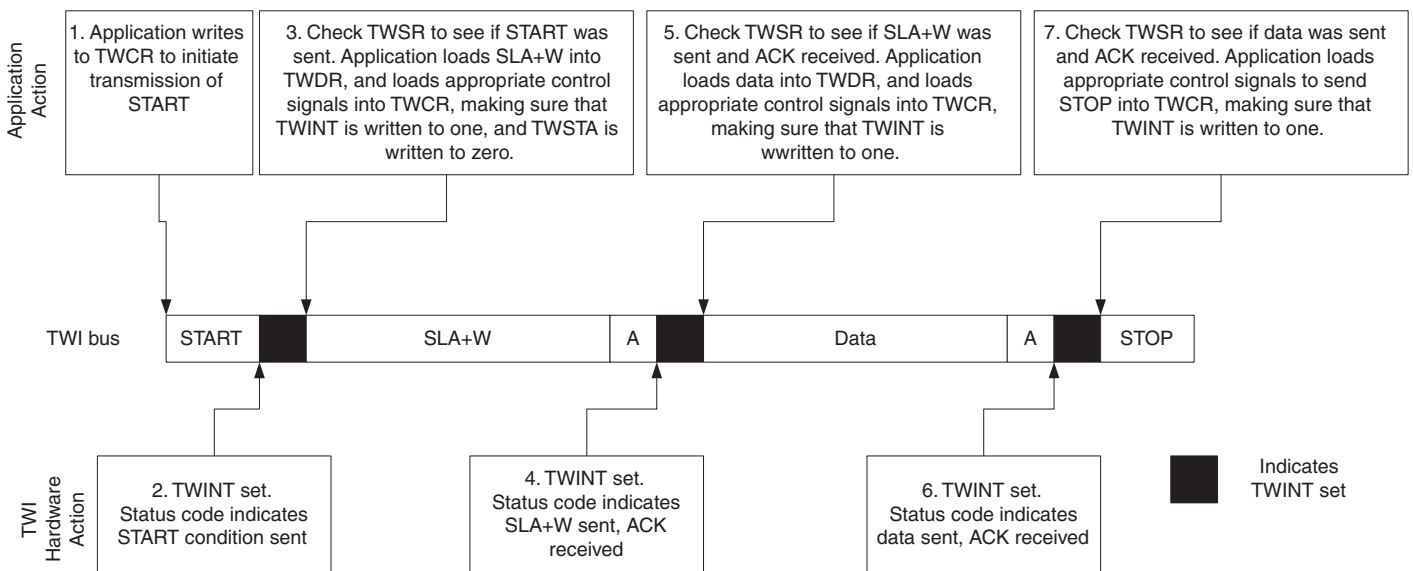 Application
Action
1. Application writes
to TWCR to initiate
transmission of
START
3. Check TWSR to see if START was
sent. Application loads SLA+W into
TWDR, and loads appropriate control
signals into TWCR, making sure that
TWINT is written to one, and TWSTA is
written to zero.
5. Check TWSR to see if SLA+W was
sent and ACK received. Application
loads data into TWDR, and loads
appropriate control signals into TWCR,
making sure that TWINT is
wwritten to one.
7. Check TWSR to see if data was sent
and ACK received. Application loads
appropriate control signals to send
STOP into TWCR, making sure that
TWINT is written to one.
TWI bus
START
SLA+W
A
Data
A
STOP
TWI
Hardware
Action
2. TWINT set.
Status code indicates
START condition sent
4. TWINT set.
Status code indicates
SLA+W sent, ACK
received
6. TWINT set.
Status code indicates
data sent, ACK received
Indicates
TWINT set